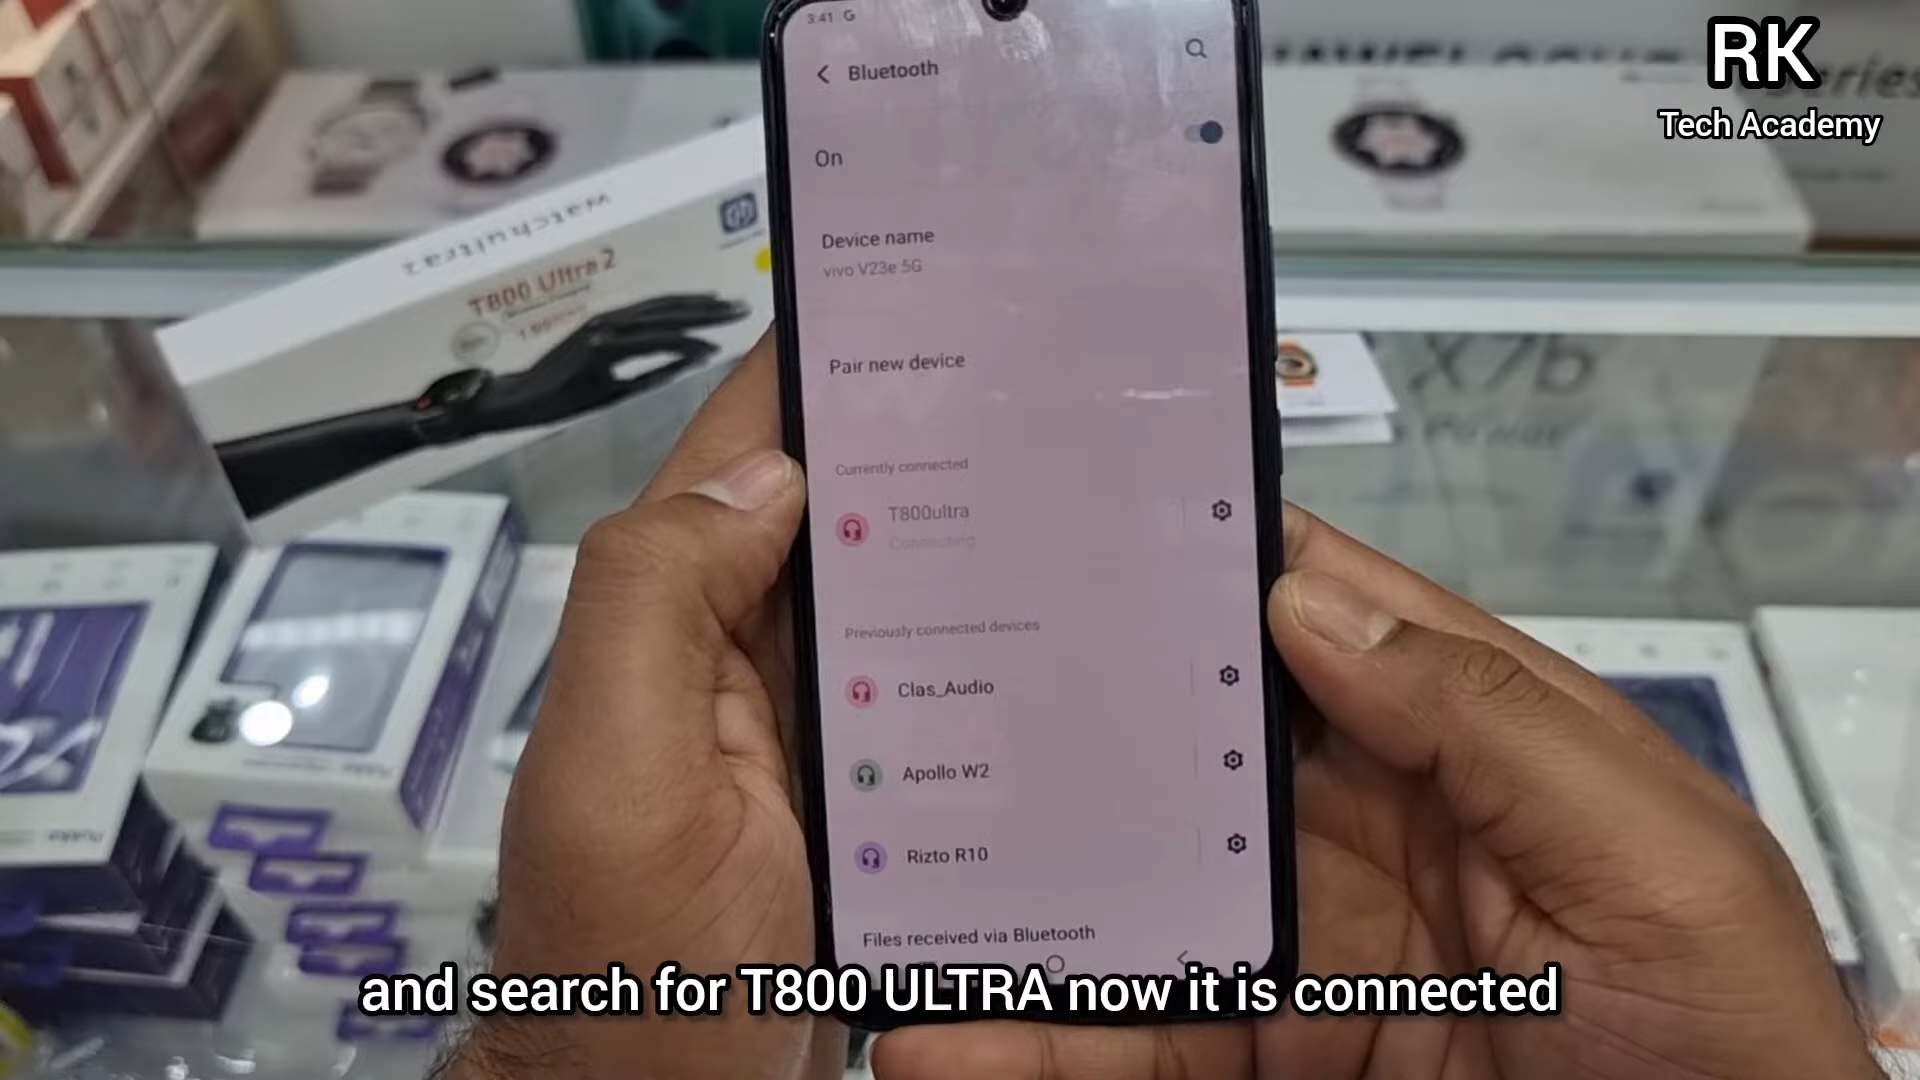 RK
Tech Academy
3:41 G
Bluetooth
On
Device name
vivo V23e 5G
Pair new device
Currently connected
T800ultra
Connecting
Previously connected devices
Clas_Audio
Apollo W2
Rizto R10
Files received via Bluetooth
T800 Ultra 2
X7b
and search for T800 ULTRA now it is connected